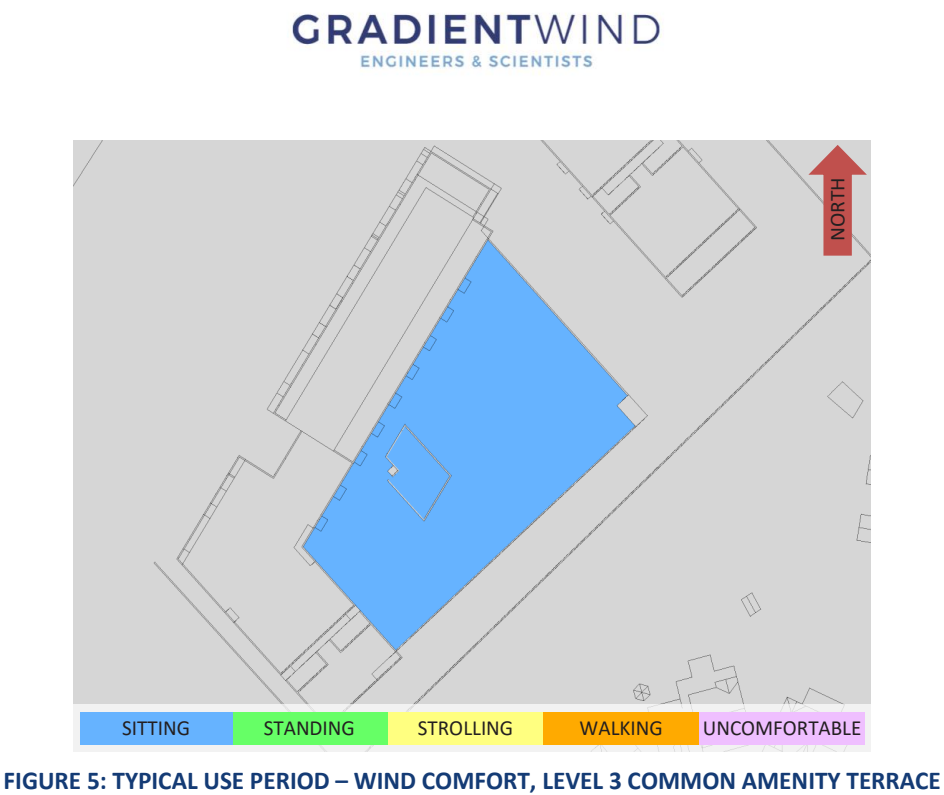 GRADIENTWIND
ENGINEERS & SCIENTISTS
NORTH
SITTING STANDING STROLLING WALKING UNCOMFORTABLE
FIGURE 5: TYPICAL USE PERIOD – WIND COMFORT, LEVEL 3 COMMON AMENITY TERRACE